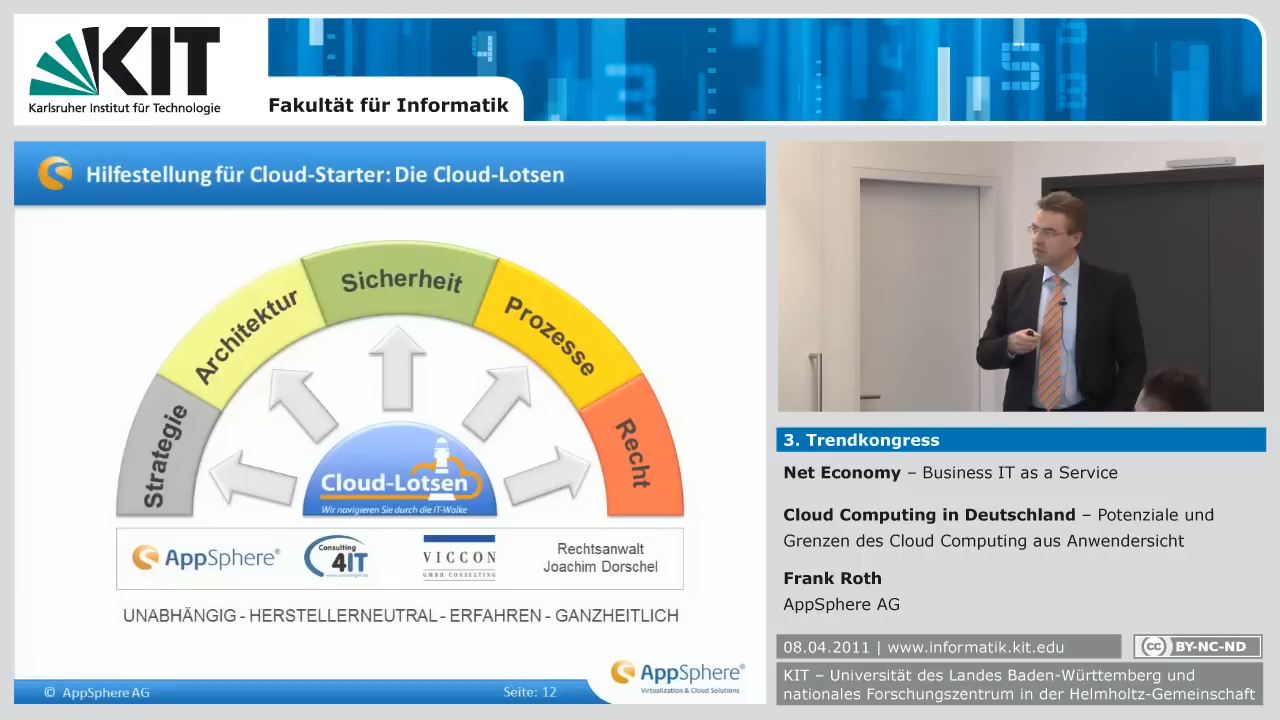 KIT
Karlsruher Institut für Technologie
Fakultät für Informatik
Hilfestellung für Cloud-Starter: Die Cloud-Lotsen
Strategie
Architektur
Sicherheit
Prozesse
Recht
Cloud-Lotsen
Wir navigieren Sie durch die IT-Wolke
AppSphere®
Consulting
4IT
www.consulting4it.de
VICCON
GMBH CONSULTING
Rechtsanwalt
Joachim Dorschel
UNABHÄNGIG - HERSTELLERNEUTRAL - ERFAHREN - GANZHEITLICH
© AppSphere AG
Seite: 12
AppSphere®
Virtualization & Cloud Solutions
3. Trendkongress
Net Economy – Business IT as a Service
Cloud Computing in Deutschland – Potenziale und
Grenzen des Cloud Computing aus Anwendersicht
Frank Roth
AppSphere AG
08.04.2011 | www.informatik.kit.edu
cc BY-NC-ND
KIT – Universität des Landes Baden-Württemberg und
nationales Forschungszentrum in der Helmholtz-Gemeinschaft